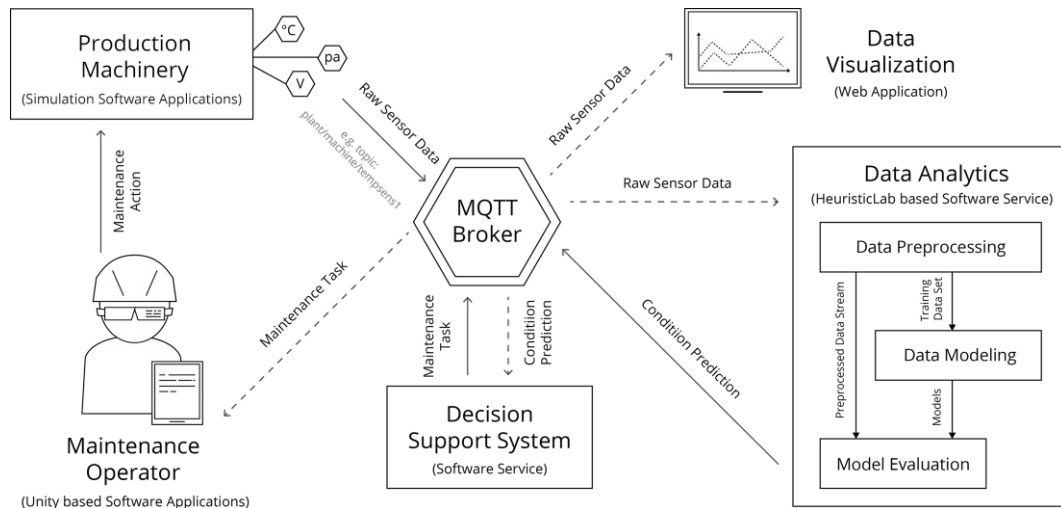 Production
Machinery
(Simulation Software Applications)
°C
pa
V
Raw Sensor Data
e.g. topic:
plant/machine/tempsens1
Raw Sensor Data
Data
Visualization
(Web Application)
MQTT
Broker
Raw Sensor Data
Data Analytics
(HeuristicLab based Software Service)
Data Preprocessing
Preprocessed Data Stream
Training
Data Set
Data Modeling
Models
Model Evaluation
Conditiion Prediction
Maintenance
Action
Maintenance Task
Maintenance
Task
Condition
Prediction
Decision
Support System
(Software Service)
Maintenance
Operator
(Unity based Software Applications)